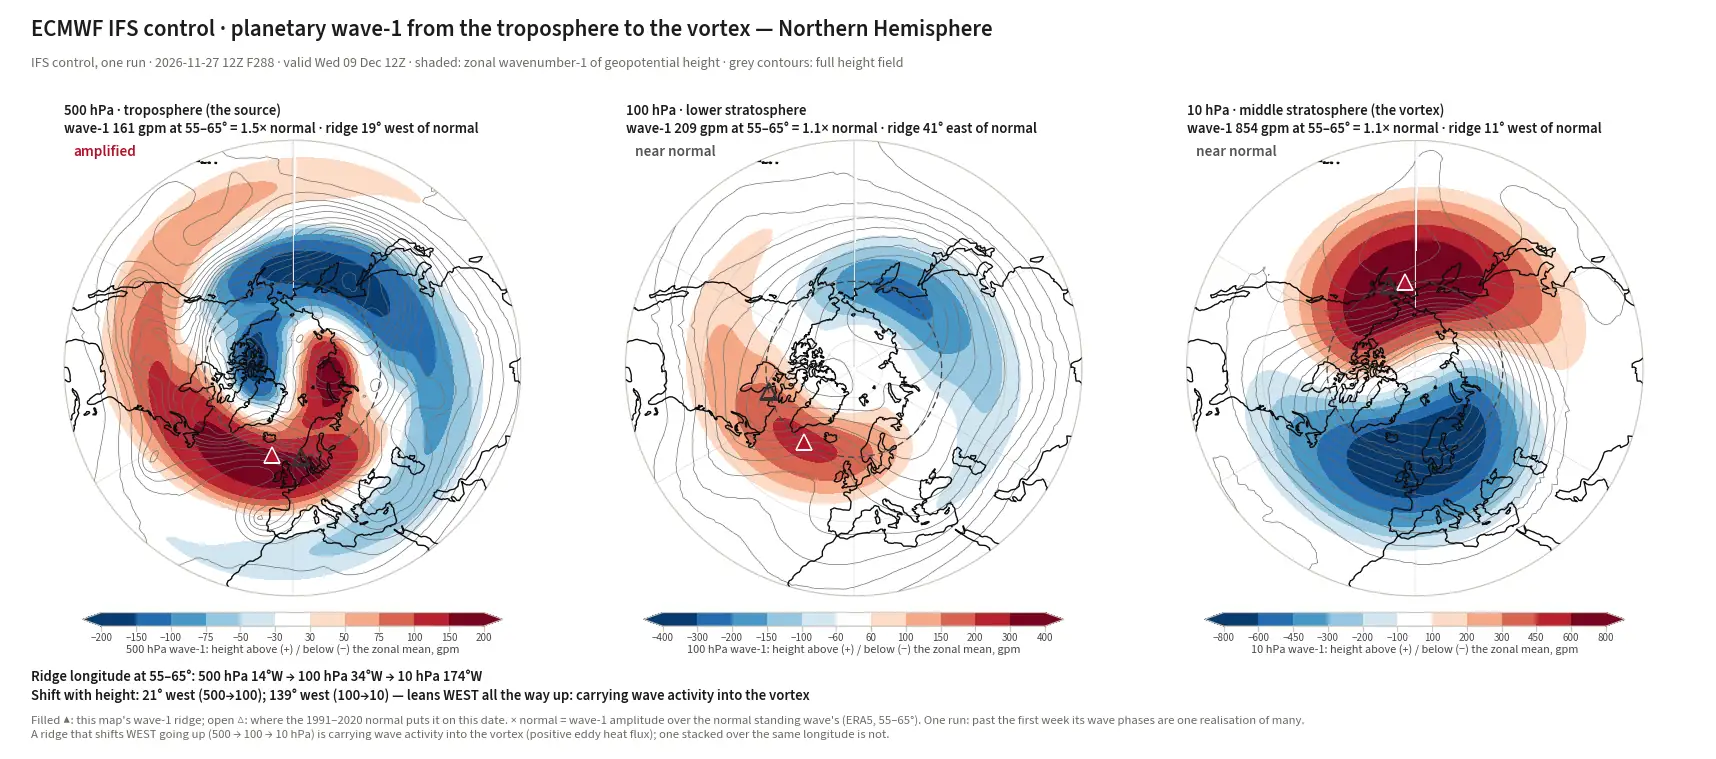 ECMWF IFS control · planetary wave-1 from the troposphere to the vortex — Northern Hemisphere
IFS control, one run · 2026-11-27 12Z F288 · valid Wed 09 Dec 12Z · shaded: zonal wavenumber-1 of geopotential height · grey contours: full height field
500 hPa · troposphere (the source)
wave-1 161 gpm at 55–65° = 1.5× normal · ridge 19° west of normal
amplified
100 hPa · lower stratosphere
wave-1 209 gpm at 55–65° = 1.1× normal · ridge 41° east of normal
near normal
10 hPa · middle stratosphere (the vortex)
wave-1 854 gpm at 55–65° = 1.1× normal · ridge 11° west of normal
near normal
−200 −150 −100 −75 −50 −30 30 50 75 100 150 200
500 hPa wave-1: height above (+) / below (−) the zonal mean, gpm
−400 −300 −200 −150 −100 −60 60 100 150 200 300 400
100 hPa wave-1: height above (+) / below (−) the zonal mean, gpm
−800 −600 −450 −300 −200 −100 100 200 300 450 600 800
10 hPa wave-1: height above (+) / below (−) the zonal mean, gpm
Ridge longitude at 55–65°: 500 hPa 14°W → 100 hPa 34°W → 10 hPa 174°W
Shift with height: 21° west (500→100); 139° west (100→10) — leans WEST all the way up: carrying wave activity into the vortex
Filled ▲: this map's wave-1 ridge; open △: where the 1991–2020 normal puts it on this date. × normal = wave-1 amplitude over the normal standing wave's (ERA5, 55–65°). One run: past the first week its wave phases are one realisation of many.
A ridge that shifts WEST going up (500 → 100 → 10 hPa) is carrying wave activity into the vortex (positive eddy heat flux); one stacked over the same longitude is not.